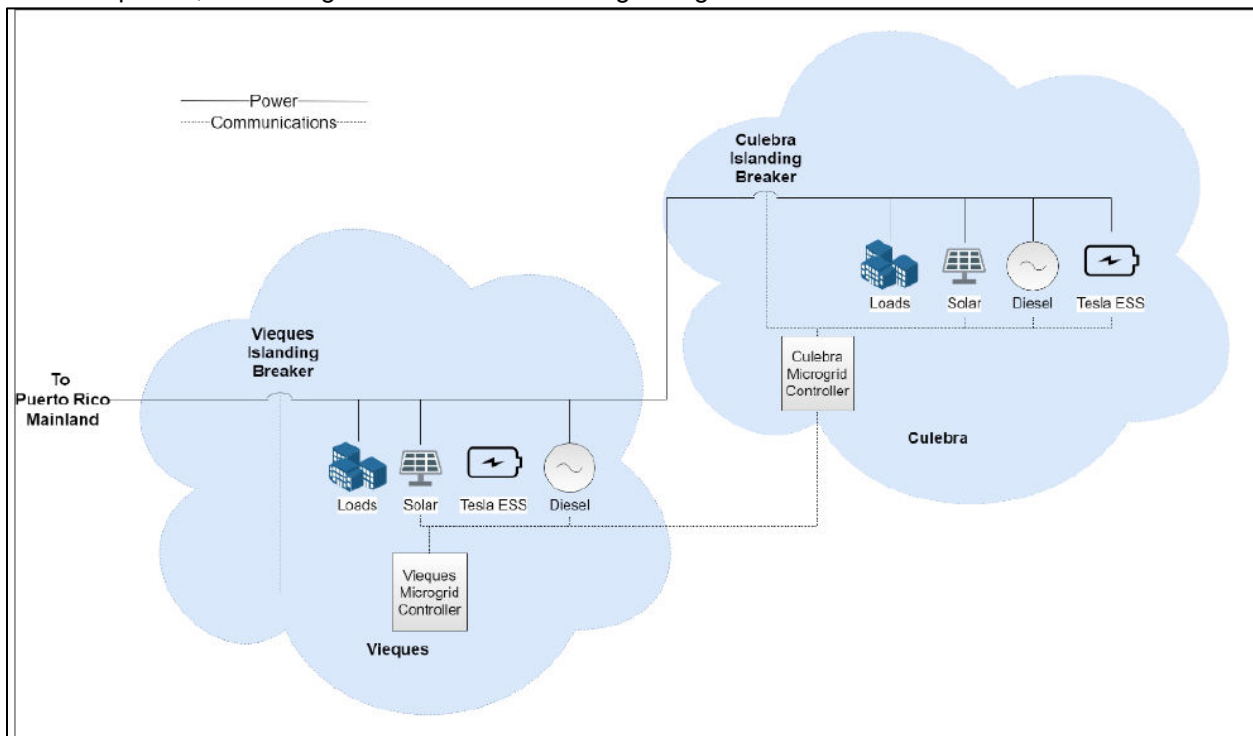 Power
Communications
Culebra
Islanding
Breaker
Loads
Solar
Diesel
Tesla ESS
Culebra
Microgrid
Controller
Culebra
Vieques
Islanding
Breaker
To
Puerto Rico
Mainland
Loads
Solar
Tesla ESS
Diesel
Vieques
Microgrid
Controller
Vieques